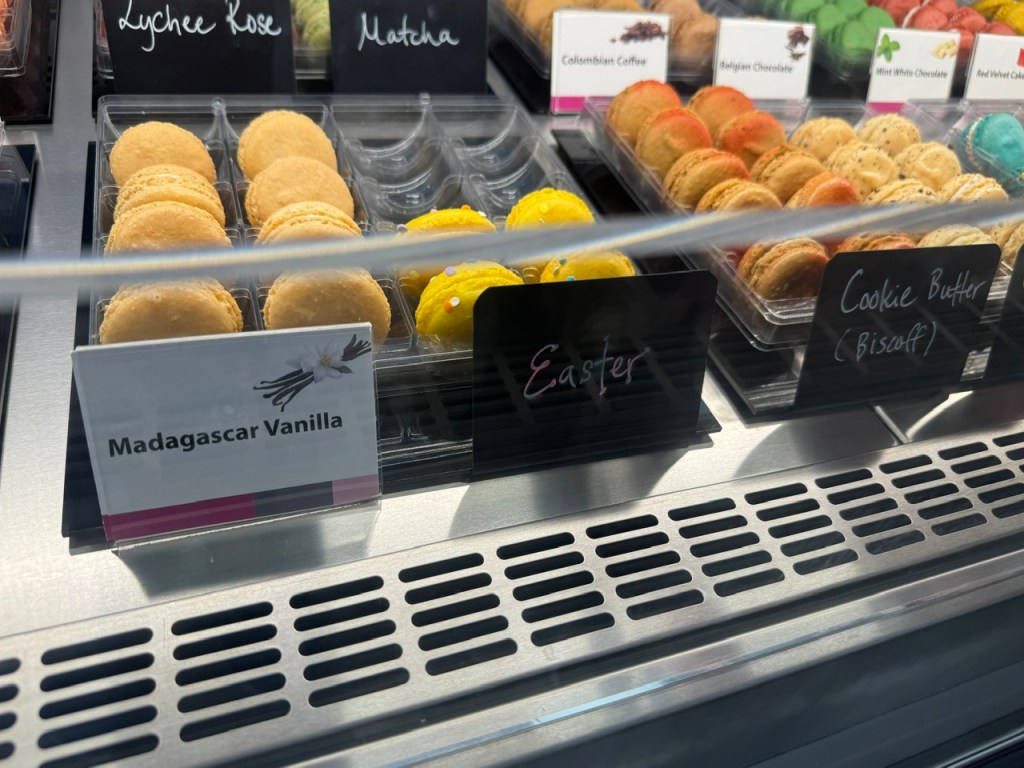 Lychee Rose
Matcha
Colombian Coffee
Belgian Chocolate
Mint White Chocolate
Red Velvet Cake
Madagascar Vanilla
Easter
Cookie Butter
(Biscoff)